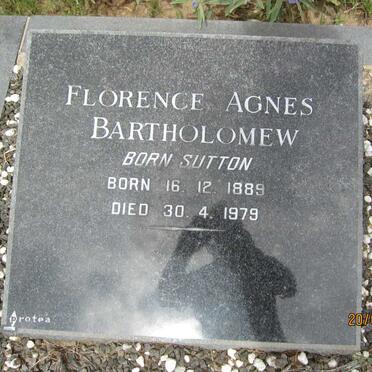 FLORENCE AGNES
BARTHOLOMEW
BORN SUTTON
BORN 16. 12. 1889
DIED 30. 4. 1979
Protea